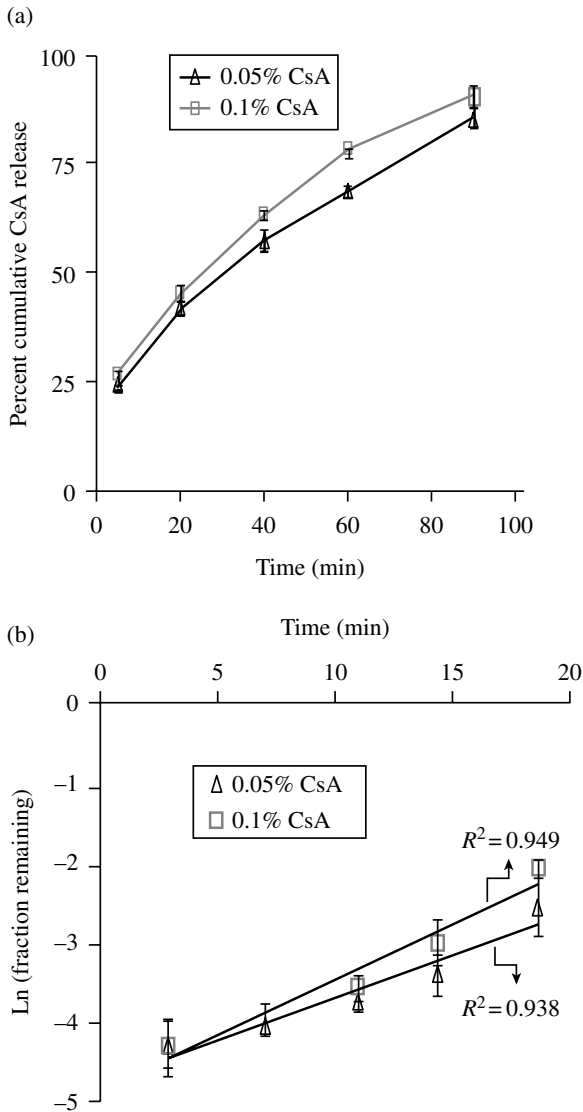 (a)
100
75
50
25
0
Percent cumulative CsA release
0.05% CsA
0.1% CsA
0 20 40 60 80 100
Time (min)
(b)
Time (min)
0 5 10 15 20
0
–1
–2
–3
–4
–5
Ln (fraction remaining)
0.05% CsA
0.1% CsA
R² = 0.949
R² = 0.938